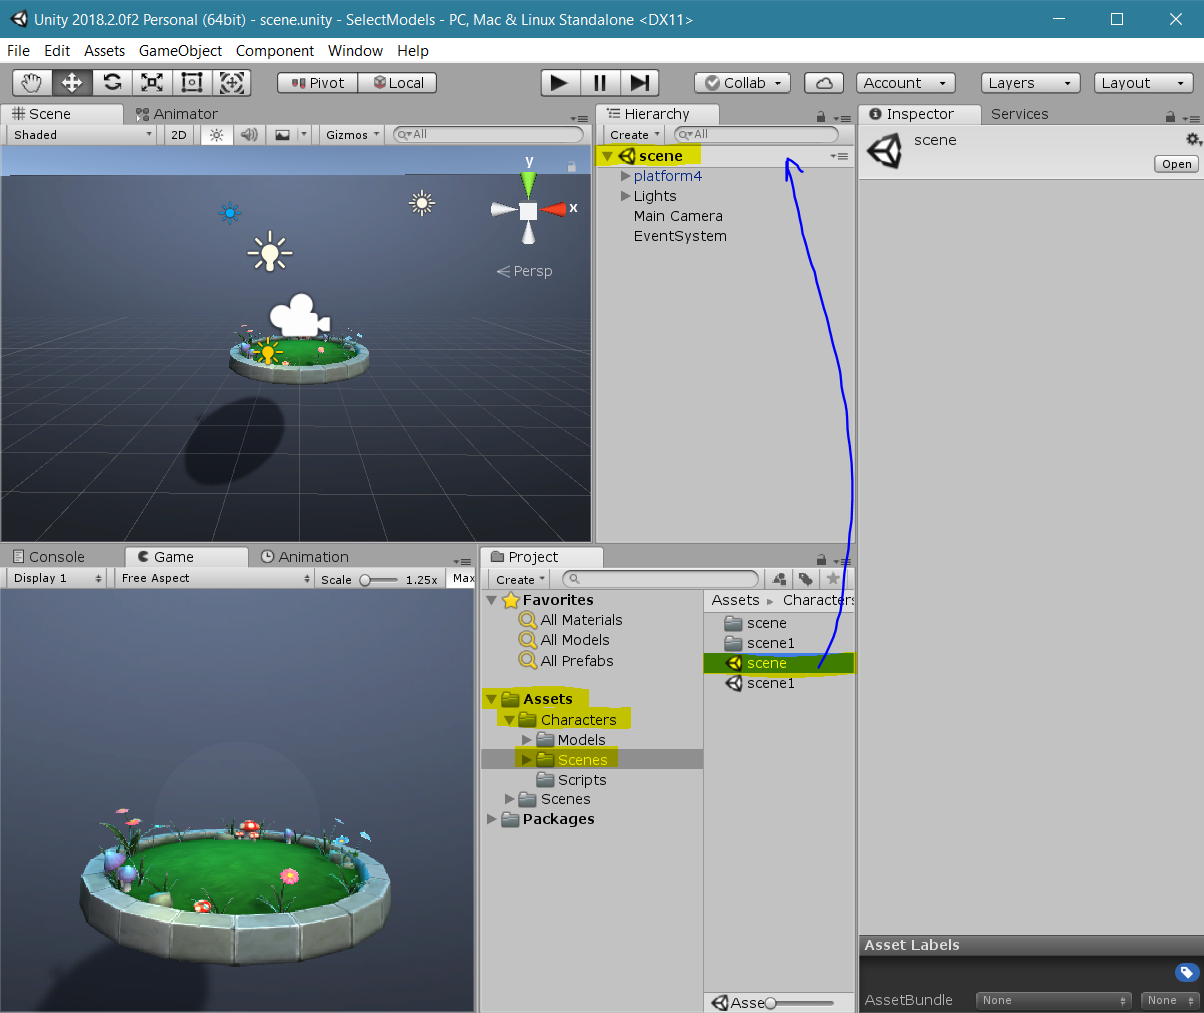 Unity 2018.2.0f2 Personal (64bit) - scene.unity - SelectModels - PC, Mac & Linux Standalone <DX11>
File Edit Assets GameObject Component Window Help
Pivot Local Collab Account Layers Layout
Scene Animator
Shaded 2D Gizmos All
y
x
Persp
Hierarchy
Create All
scene
platform4
Lights
Main Camera
EventSystem
Inspector Services
scene
Open
Console Game Animation
Display 1 Free Aspect Scale 1.25x Max
Project
Create
Favorites
All Materials
All Models
All Prefabs
Assets
Characters
Models
Scenes
Scripts
Scenes
Packages
Assets Characters
scene
scene1
scene
scene1
Asse
Asset Labels
AssetBundle None None